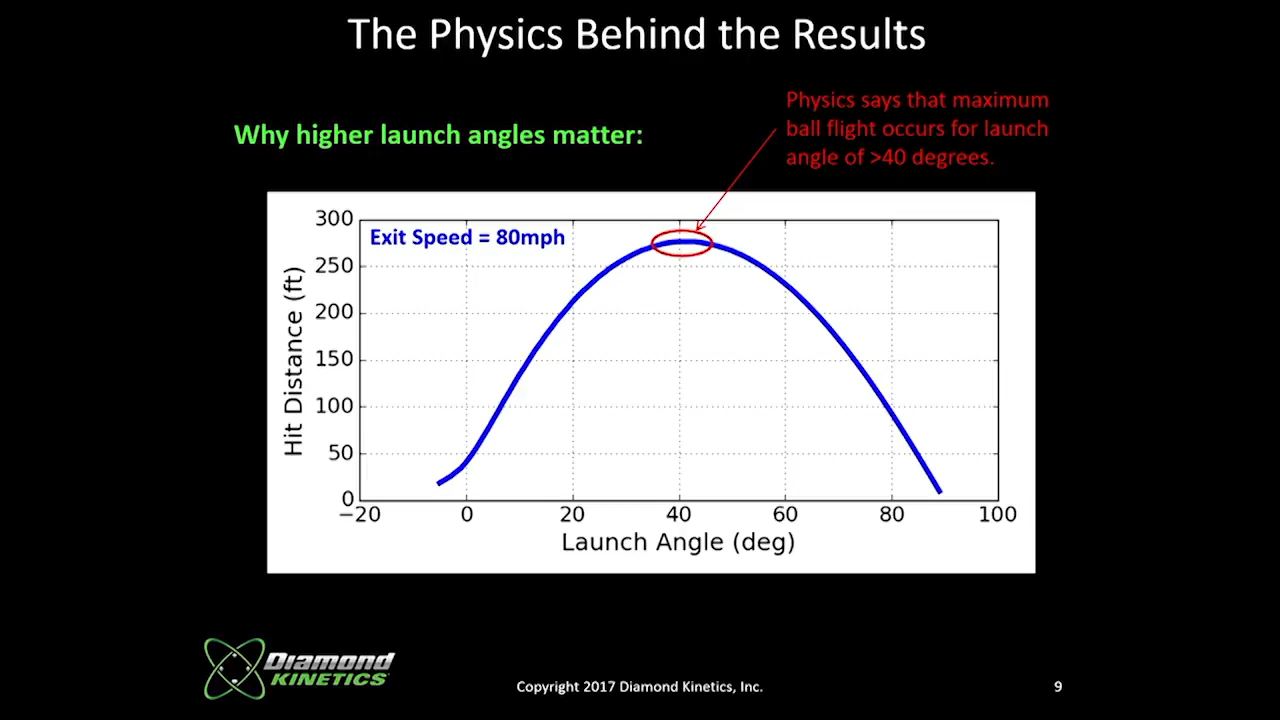 The Physics Behind the Results
Physics says that maximum
ball flight occurs for launch
angle of >40 degrees.
Why higher launch angles matter:
Exit Speed = 80mph
Hit Distance (ft)
300
250
200
150
100
50
0
−20
0
20
40
60
80
100
Launch Angle (deg)
Diamond
KINETICS
Copyright 2017 Diamond Kinetics, Inc.
9